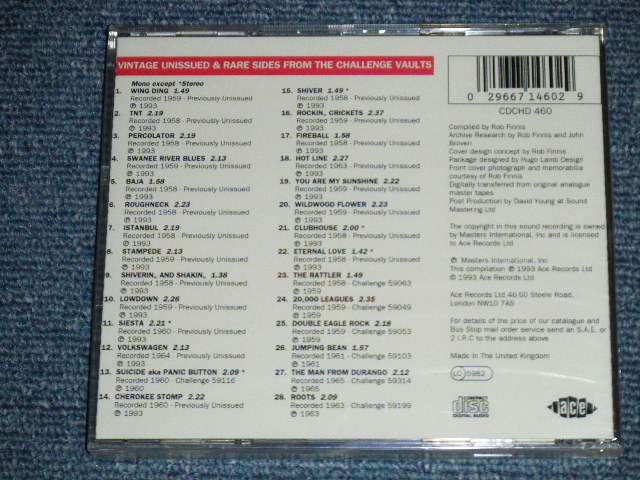 VINTAGE UNISSUED & RARE SIDES FROM THE CHALLENGE VAULTS
Mono except *Stereo
1. WING DING 1.49
Recorded 1959 - Previously Unissued
℗ 1993
2. TNT 2.19
Recorded 1958 - Previously Unissued
℗ 1993
3. PERCOLATOR 2.19
Recorded 1958 - Previously Unissued
℗ 1993
4. SWANEE RIVER BLUES 2.13
Recorded 1959 - Previously Unissued
℗ 1993
5. BAJA 1.58
Recorded 1958 - Previously Unissued
℗ 1993
6. ROUGHNECK 2.23
Recorded 1958 - Previously Unissued
℗ 1993
7. ISTANBUL 2.19
Recorded 1958 - Previously Unissued
℗ 1993
8. STAMPEDE 2.13
Recorded 1958 - Previously Unissued
℗ 1993
9. SHIVERIN, AND SHAKIN, 1.38
Recorded 1958 - Previously Unissued
℗ 1993
10. LOWDOWN 2.26
Recorded 1959 - Previously Unissued
℗ 1993
11. SIESTA 2.21 *
Recorded 1960 - Previously Unissued
℗ 1993
12. VOLKSWAGEN 2.13
Recorded 1964 - Previously Unissued
℗ 1993
13. SUICIDE aka PANIC BUTTON 2.09 *
Recorded 1960 - Challenge 59116
℗ 1960
14. CHEROKEE STOMP 2.22
Recorded 1960 - Previously Unissued
℗ 1993
15. SHIVER 1.49 *
Recorded 1958 - Previously Unissued
℗ 1993
16. ROCKIN, CRICKETS 2.37
Recorded 1959 - Previously Unissued
℗ 1993
17. FIREBALL 1.58
Recorded 1958 - Previously Unissued
℗ 1993
18. HOT LINE 2.27
Recorded 1963 - Previously Unissued
℗ 1993
19. YOU ARE MY SUNSHINE 2.22
Recorded 1959 - Previously Unissued
℗ 1993
20. WILDWOOD FLOWER 2.23
Recorded 1959 - Previously Unissued
℗ 1993
21. CLUBHOUSE 2.00 *
Recorded 1958 - Previously Unissued
℗ 1993
22. ETERNAL LOVE 1.42 *
Recorded 1958 - Previously Unissued
℗ 1993
23. THE RATTLER 1.49
Recorded 1958 - Challenge 59063
℗ 1959
24. 20,000 LEAGUES 2.35
Recorded 1959 - Challenge 59049
℗ 1959
25. DOUBLE EAGLE ROCK 2.18
Recorded 1959 - Challenge 59053
℗ 1959
26. JUMPING BEAN 1.57
Recorded 1961 - Challenge 59103
℗ 1961
27. THE MAN FROM DURANGO 2.12
Recorded 1965 - Challenge 59314
℗ 1965
28. ROOTS 2.09
Recorded 1963 - Challenge 59199
℗ 1963
0 29667 14602 9
CDCHD 460
Compiled by Rob Finnis
Archive Research by Rob Finnis and John
Broven
Cover design concept by Rob Finnis
Package designed by Hugo Lamb Design
Front cover photograph and memorabilia
courtesy of Rob Finnis
Digitally transferred from original analogue
master tapes
Post Production by David Young at Sound
Mastering Ltd
The copyright in this sound recording is owned
by Masters International, Inc and is licensed
to Ace Records Ltd
℗ Masters International, Inc
This compilation ℗ 1993 Ace Records Ltd
© 1993 Ace Records Ltd
Ace Records Ltd 46-50 Steele Road,
London NW10 7AS
For details of the price of our catalogue and
Bus Stop mail order service send an S.A.E. or
2 I.R.C to the address above
Made in The United Kingdom
LC 5982
COMPACT
disc
DIGITAL AUDIO
ace